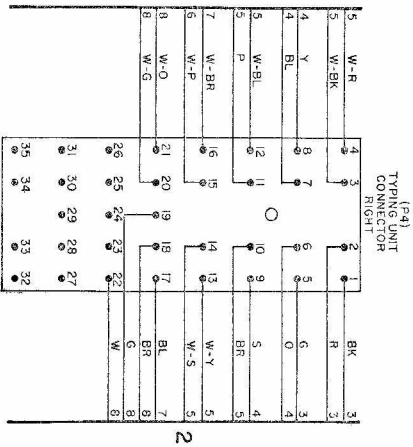 (P4)
TYPING UNIT
CONNECTOR
RIGHT
5 W-R 4 1 BK 3
5 W-BK 3 2 R 3
4 Y 8 5 G 3
4 BL 7 6 O 4
5 W-BL 12 9 S 4
5 P 11 10 BR 5
7 W-BR 16 13 W-Y 5
6 W-P 15 14 W-S 5
8 W-O 21 17 BL 7
8 W-G 20 18 BR 6
19 G 8
26 25 24 23 22 W 8
31 30 29 28 27
35 34 33 32
2